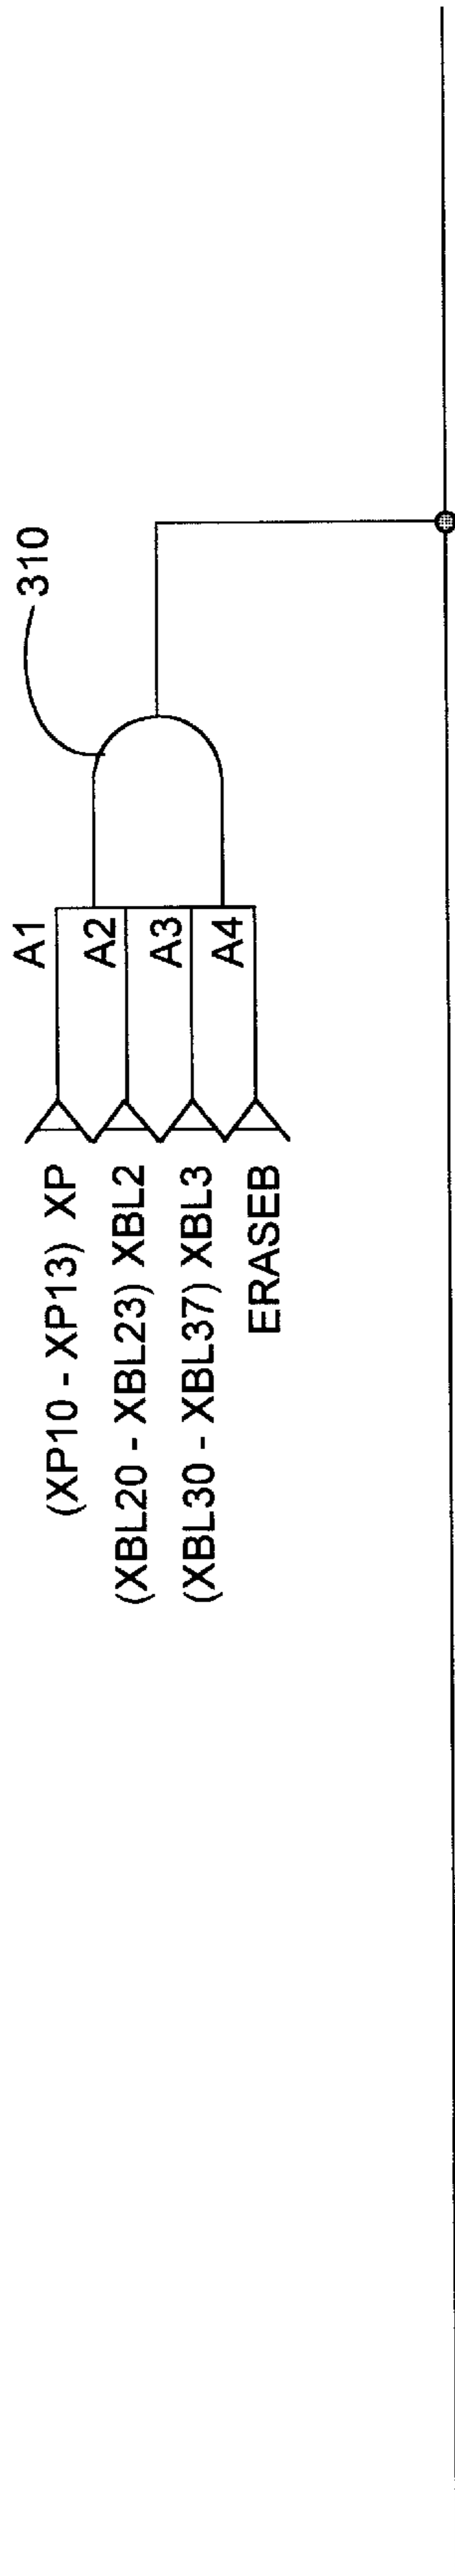 310
A1
A2
A3
A4
(XP10 - XP13) XP
(XBL20 - XBL23) XBL2
(XBL30 - XBL37) XBL3
ERASEB